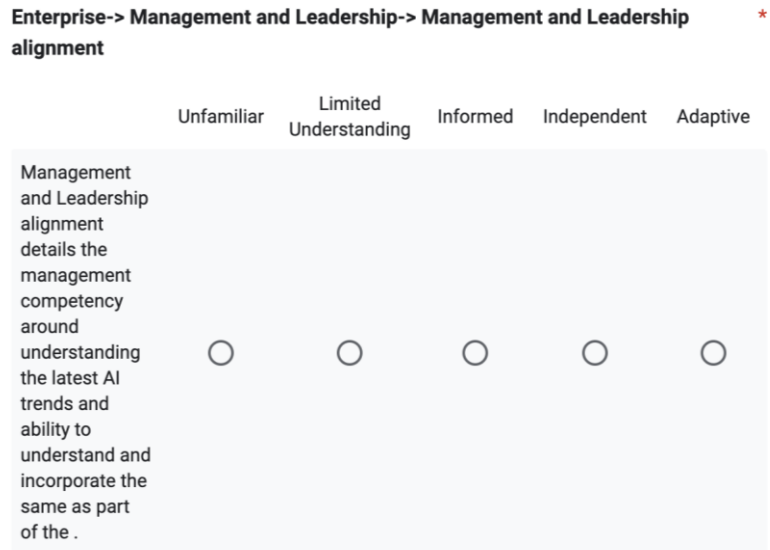 Enterprise-> Management and Leadership-> Management and Leadership *
alignment
Unfamiliar Limited Understanding Informed Independent Adaptive
Management
and Leadership
alignment
details the
management
competency
around
understanding
the latest AI
trends and
ability to
understand and
incorporate the
same as part
of the .